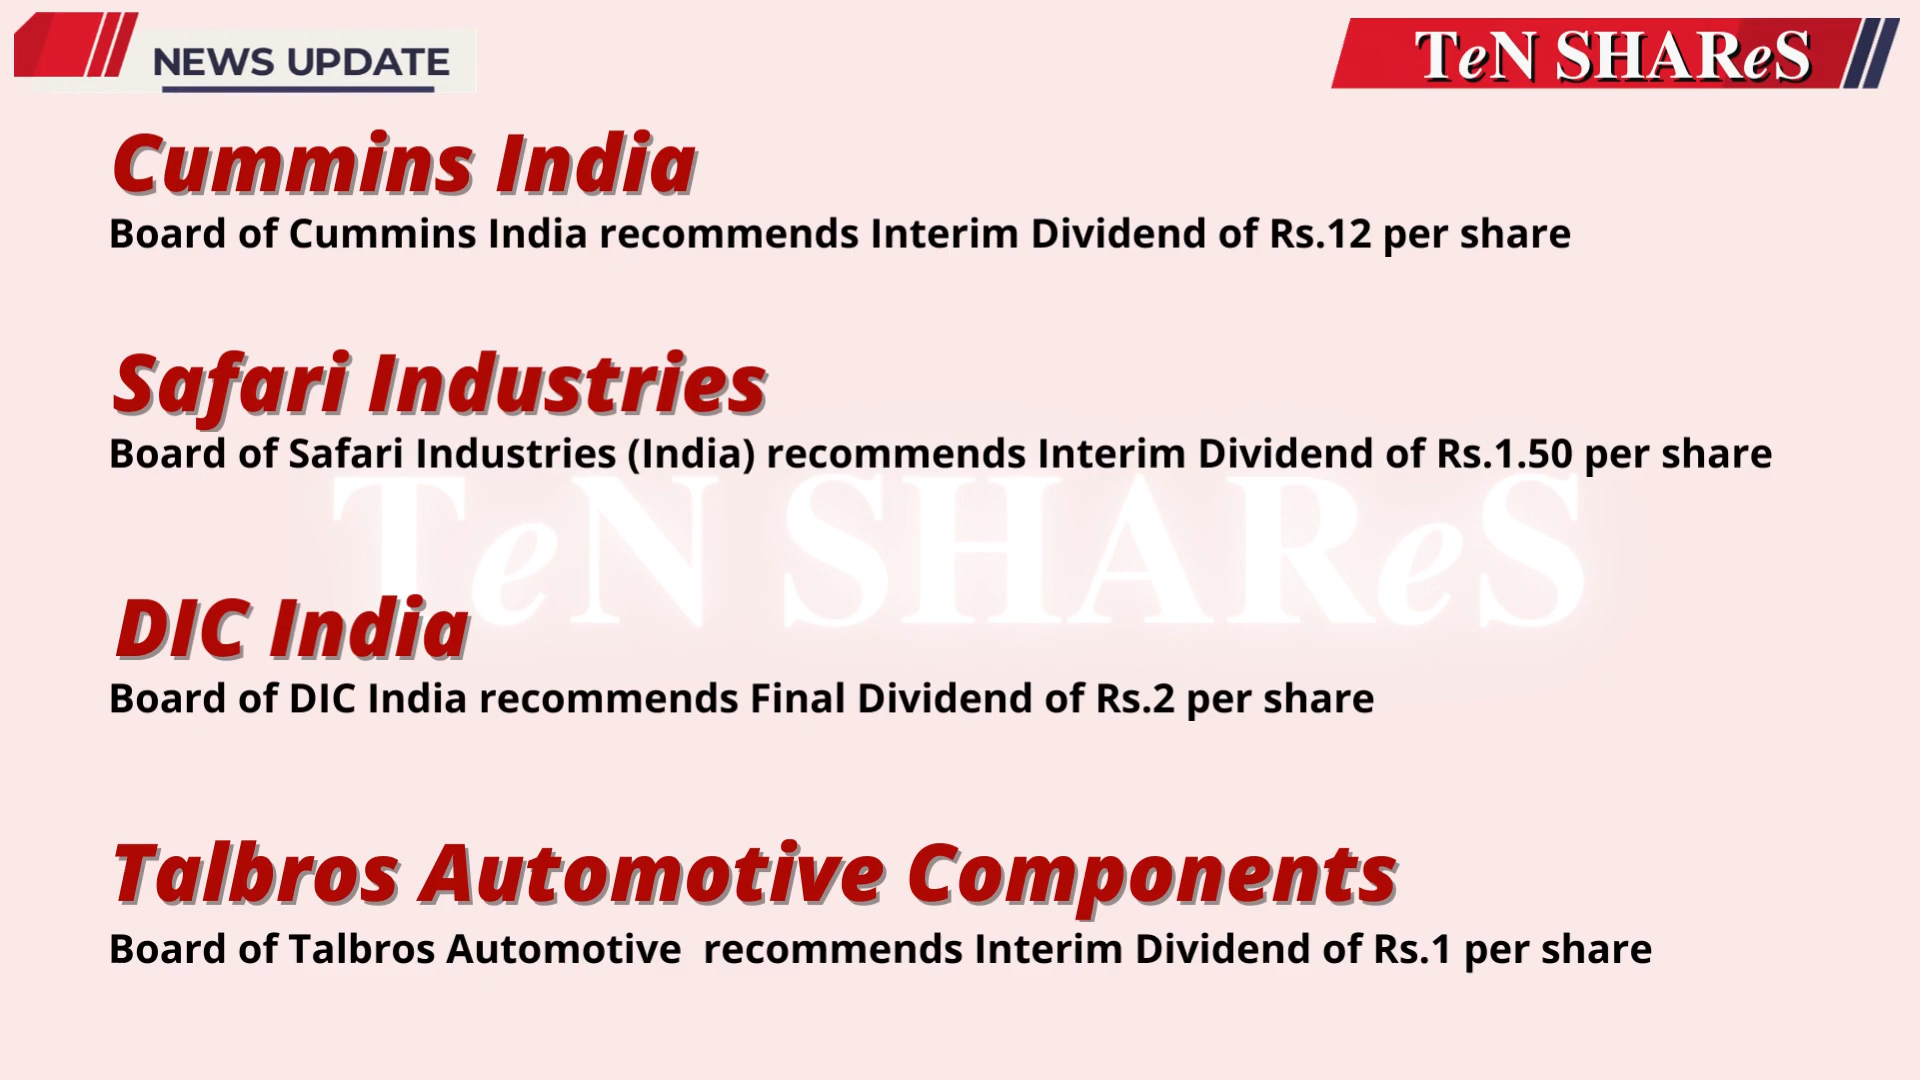 NEWS UPDATE
TeN SHAReS
Cummins India
Board of Cummins India recommends Interim Dividend of Rs.12 per share
Safari Industries
Board of Safari Industries (India) recommends Interim Dividend of Rs.1.50 per share
TeN SHAReS
DIC India
Board of DIC India recommends Final Dividend of Rs.2 per share
Talbros Automotive Components
Board of Talbros Automotive  recommends Interim Dividend of Rs.1 per share